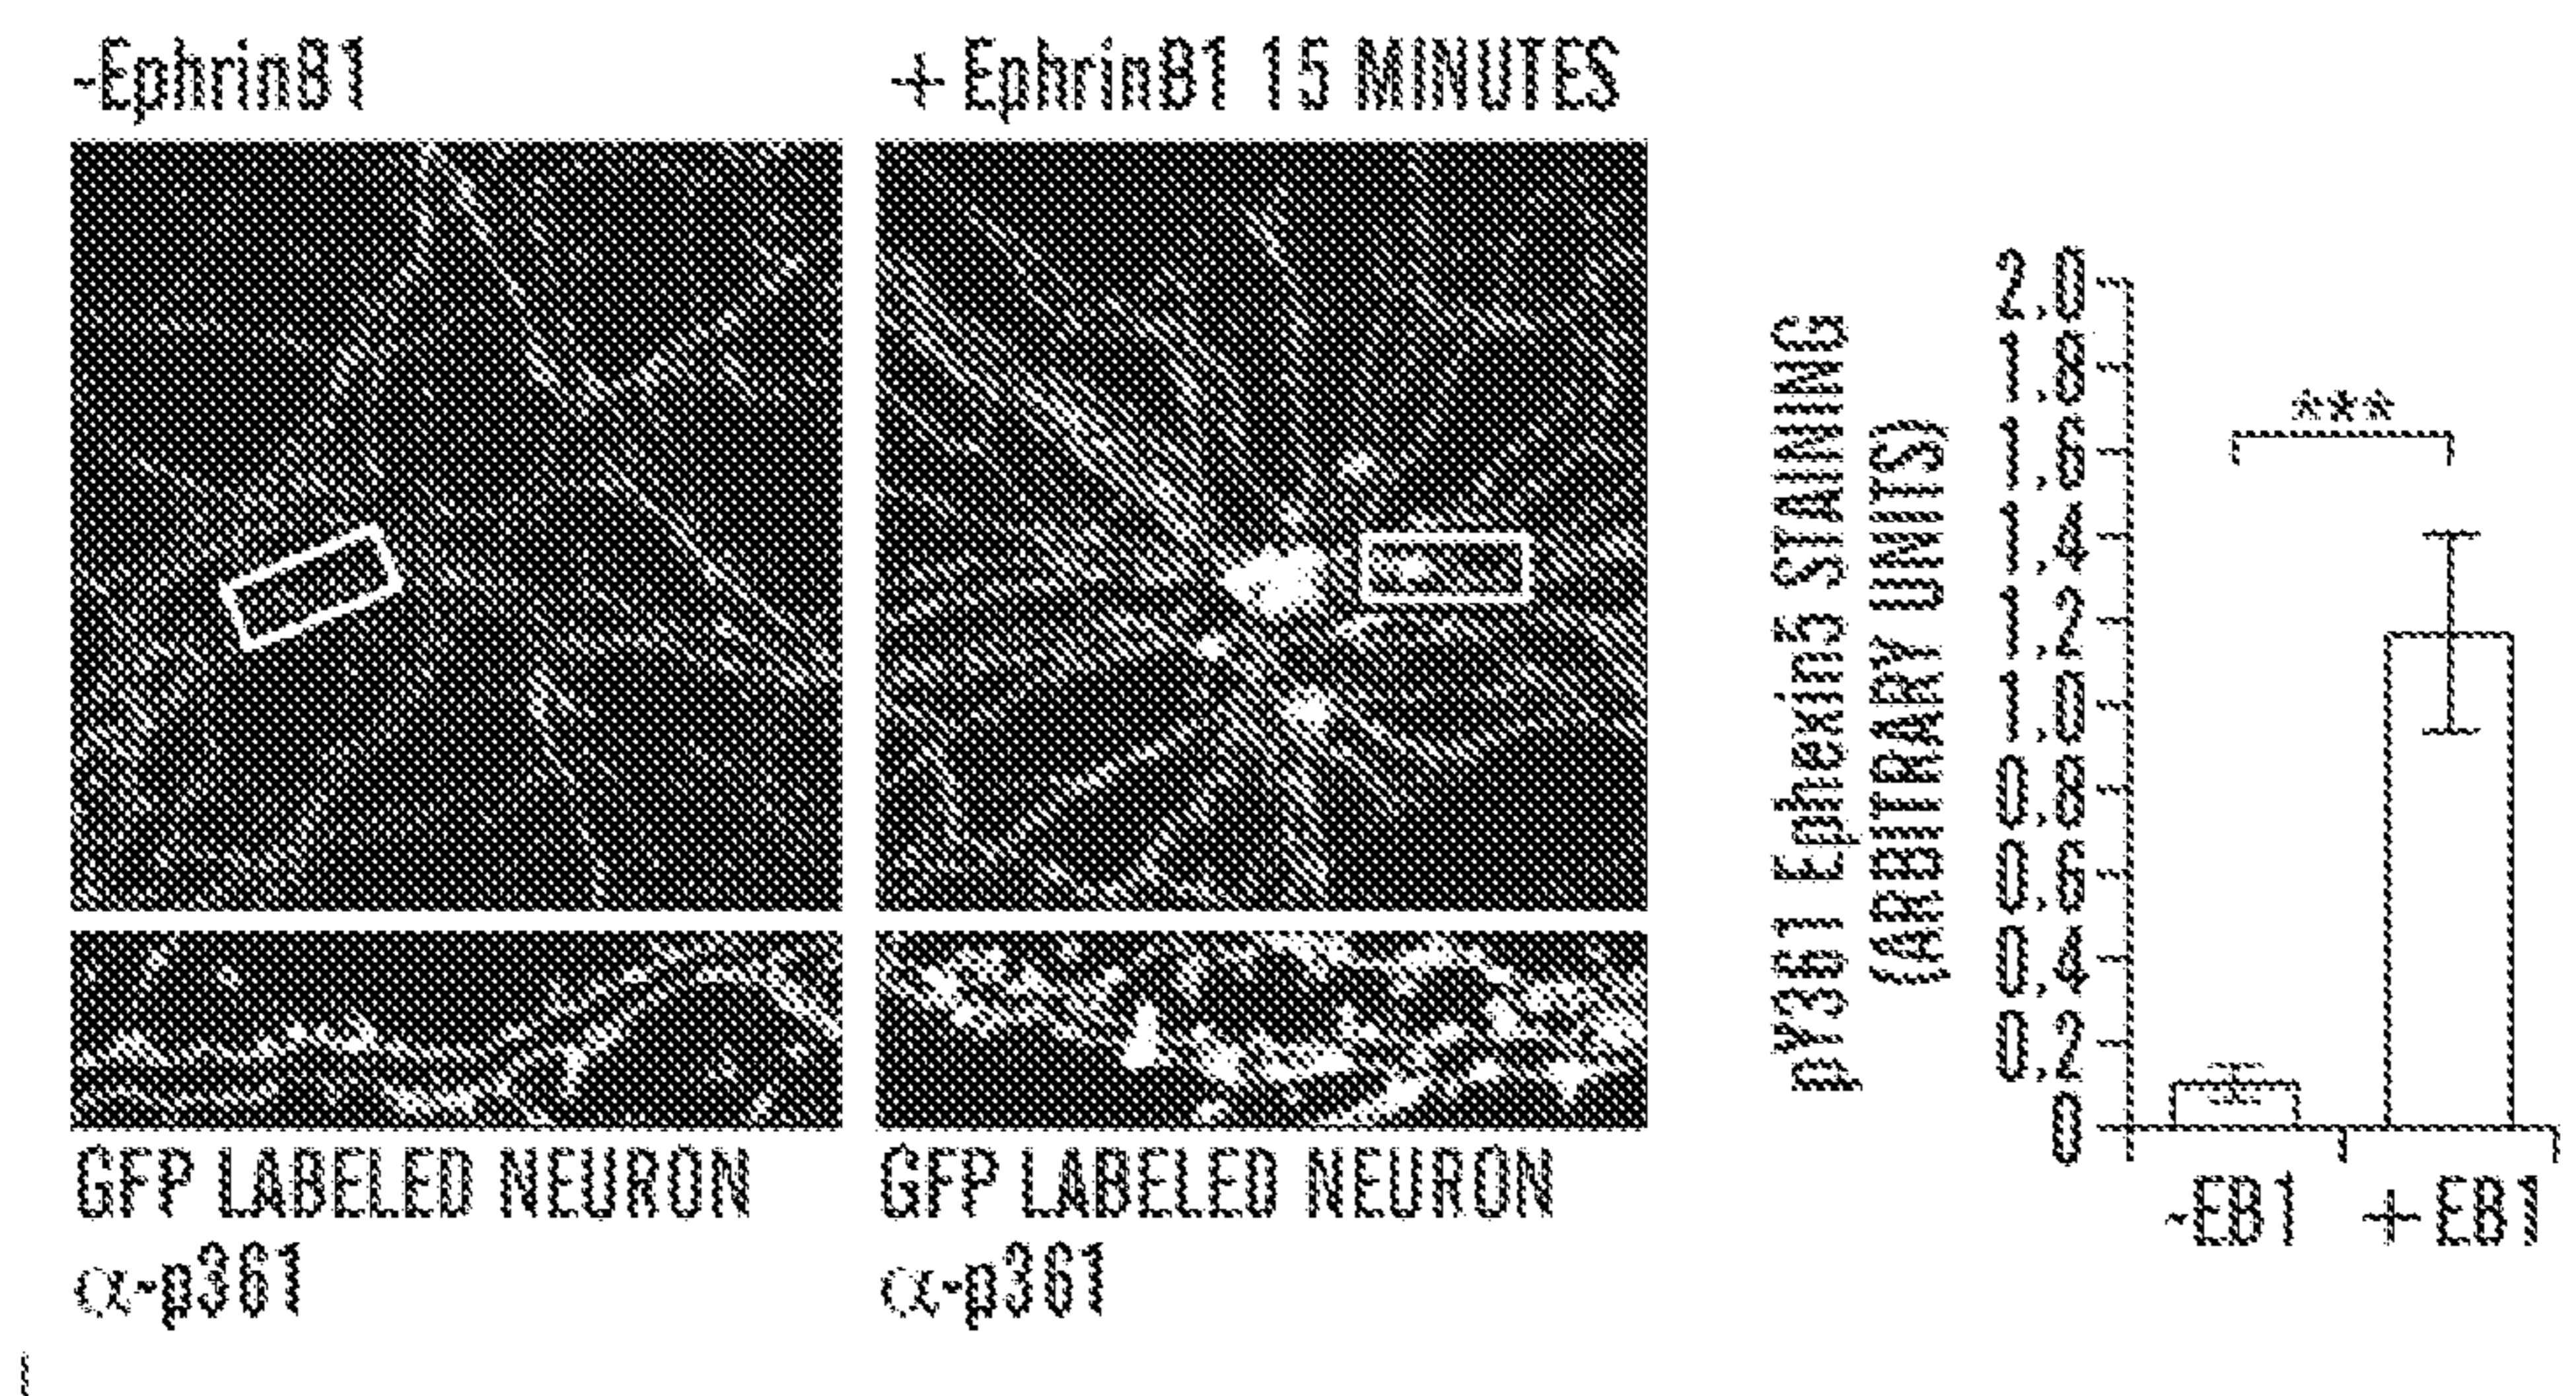 -EphrinB1
+ EphrinB1 15 MINUTES
GFP LABELED NEURON
α-p361
GFP LABELED NEURON
α-p361
pY361 Ephexin5 STAINING
(ARBITRARY UNITS)
2.0
1.8
1.6
1.4
1.2
1.0
0.8
0.6
0.4
0.2
0
***
-EB1
+ EB1